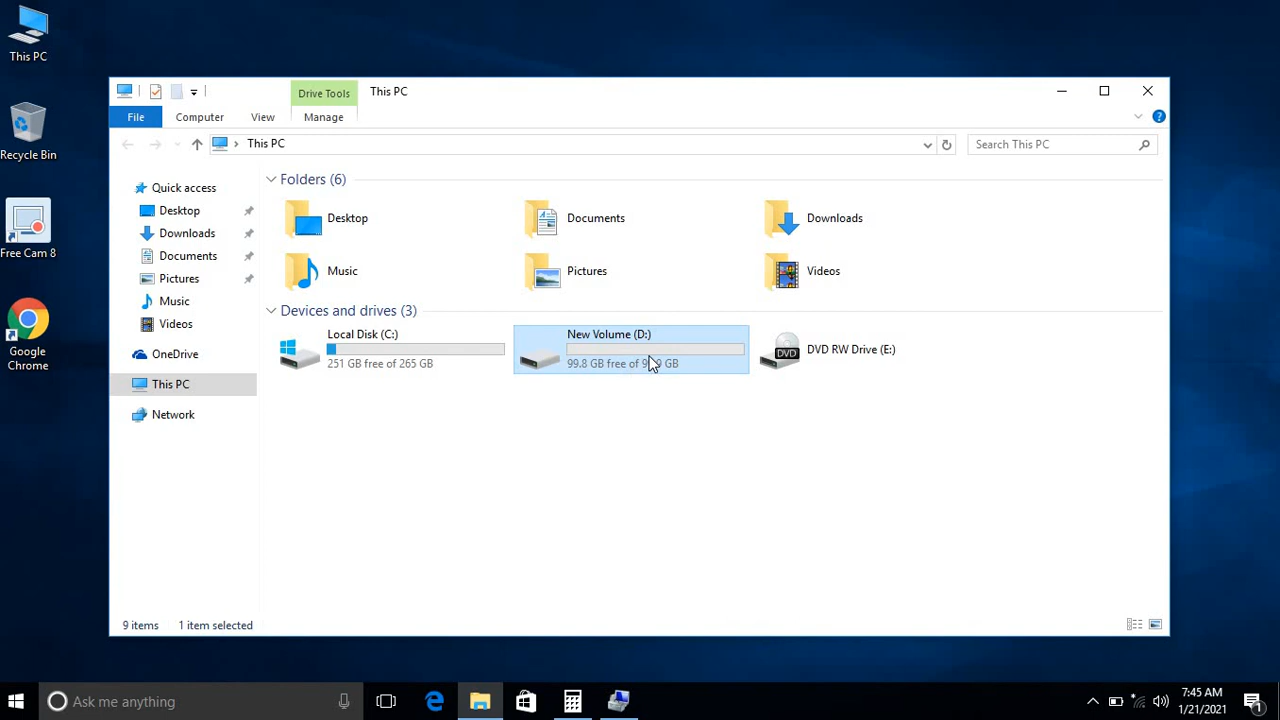 This PC
Recycle Bin
Free Cam 8
Google
Chrome
Drive Tools
This PC
File
Computer
View
Manage
This PC
Search This PC
Quick access
Desktop
Downloads
Documents
Pictures
Music
Videos
OneDrive
This PC
Network
Folders (6)
Desktop
Documents
Downloads
Music
Pictures
Videos
Devices and drives (3)
Local Disk (C:)
251 GB free of 265 GB
New Volume (D:)
99.8 GB free of GB
DVD
DVD RW Drive (E:)
9 items
1 item selected
Ask me anything
7:45 AM
1/21/2021
1